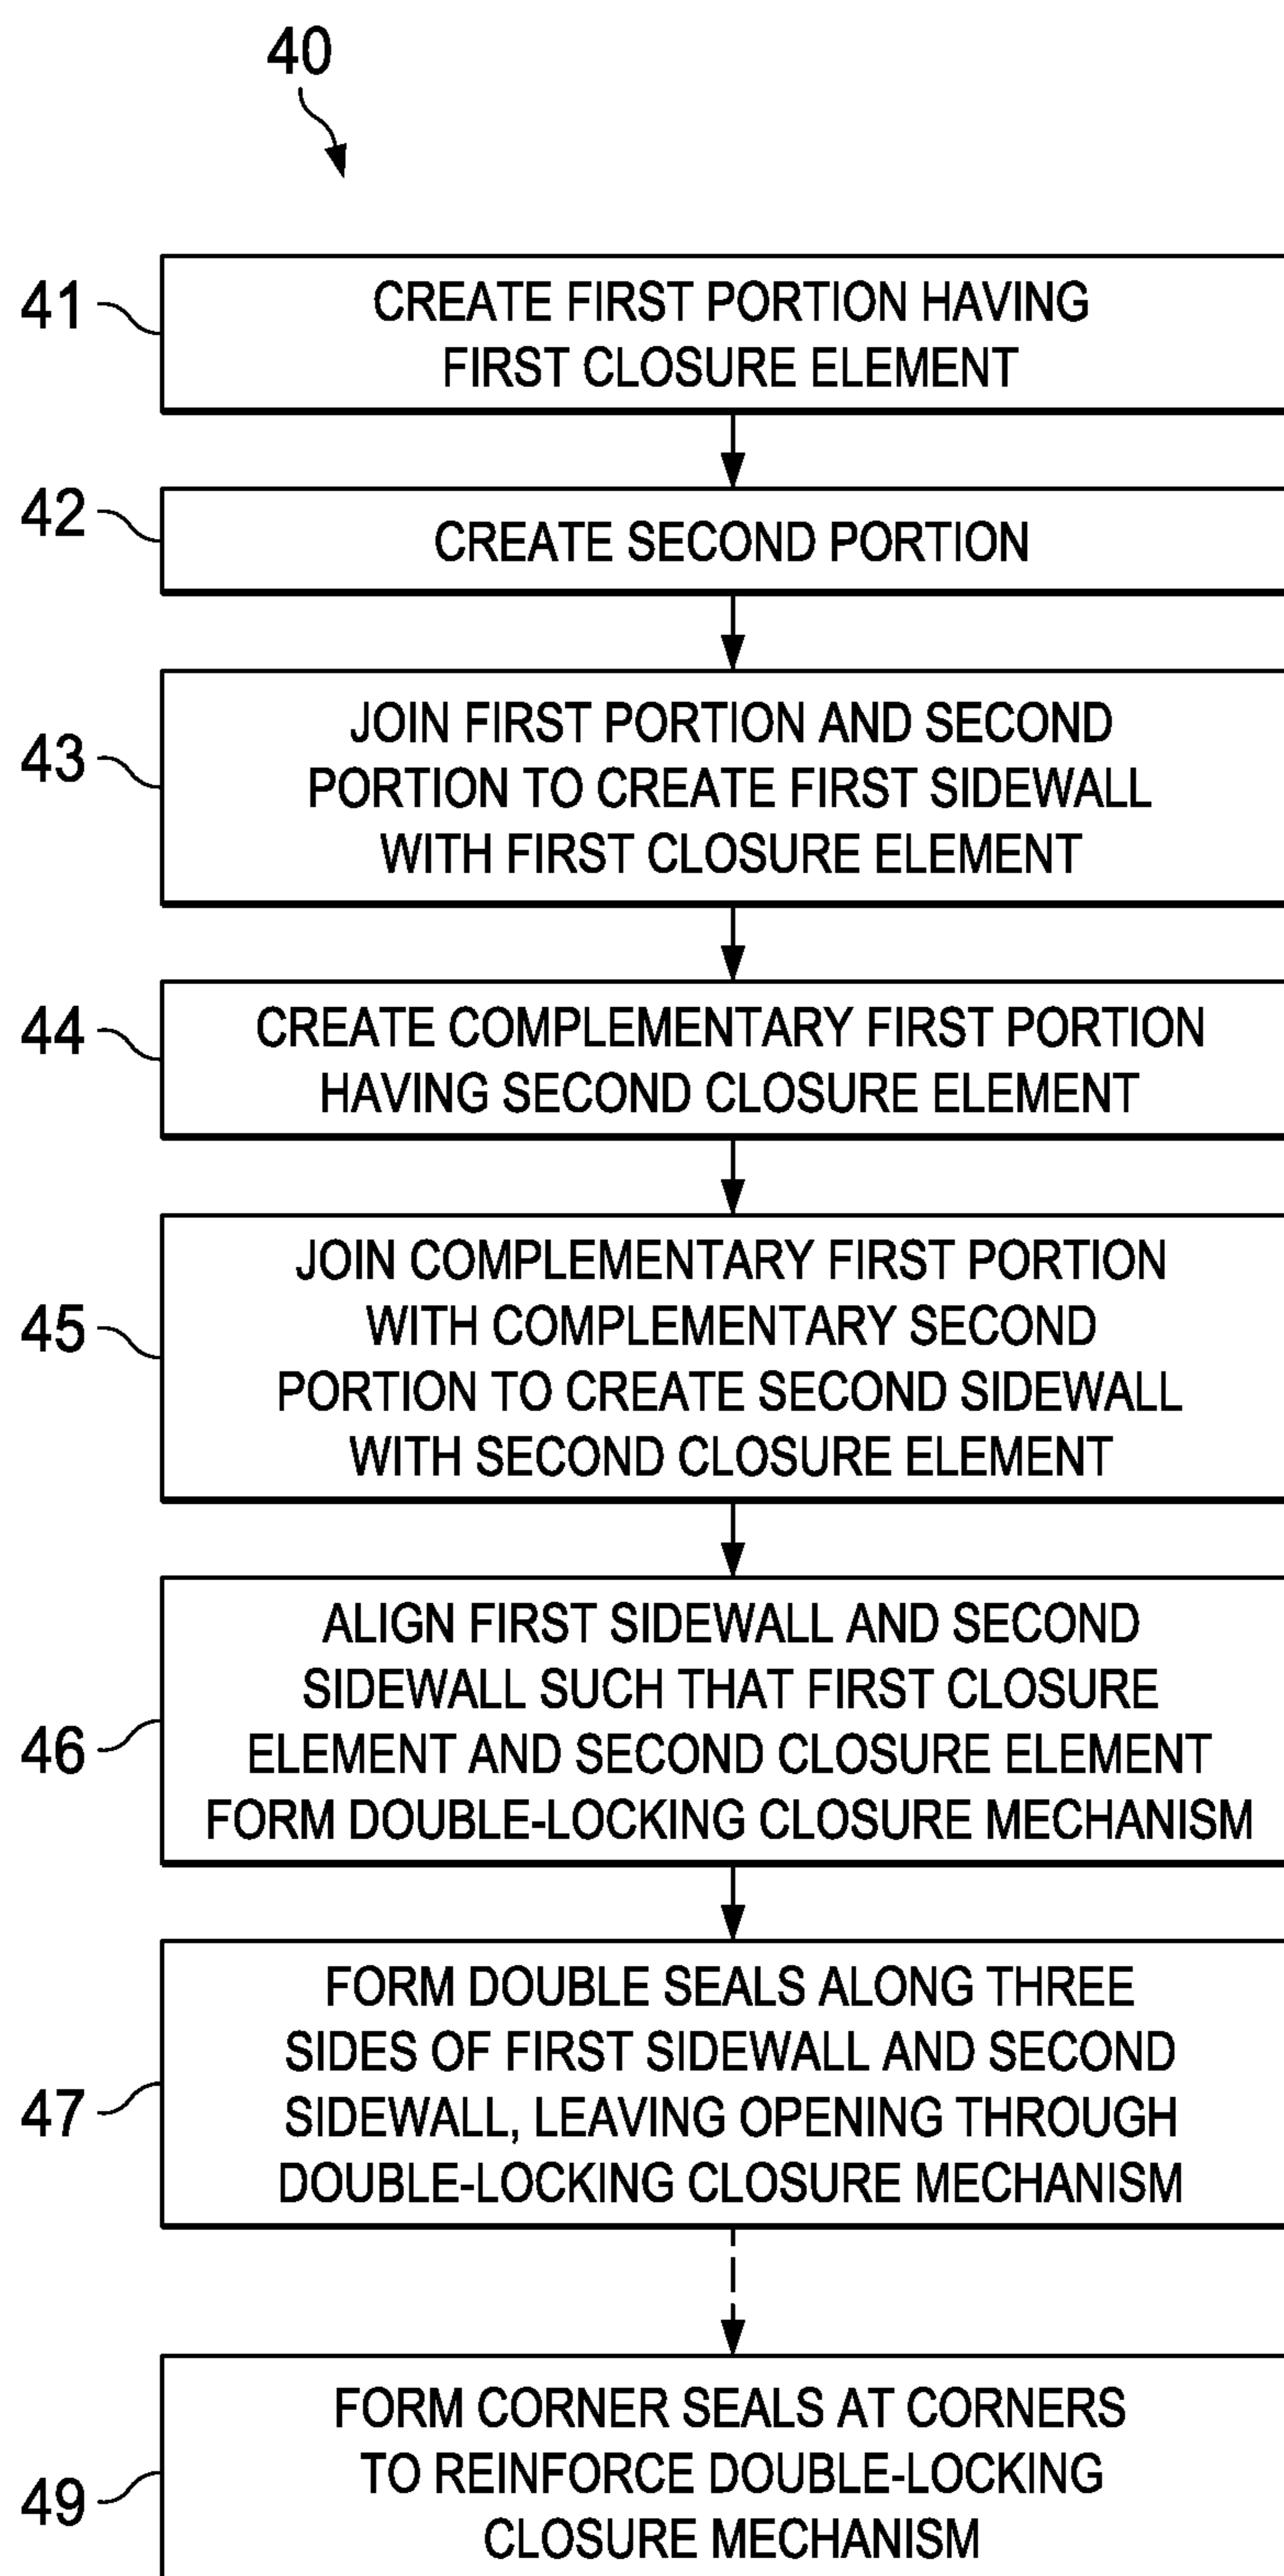 40
41
CREATE FIRST PORTION HAVING
FIRST CLOSURE ELEMENT
42
CREATE SECOND PORTION
43
JOIN FIRST PORTION AND SECOND
PORTION TO CREATE FIRST SIDEWALL
WITH FIRST CLOSURE ELEMENT
44
CREATE COMPLEMENTARY FIRST PORTION
HAVING SECOND CLOSURE ELEMENT
45
JOIN COMPLEMENTARY FIRST PORTION
WITH COMPLEMENTARY SECOND
PORTION TO CREATE SECOND SIDEWALL
WITH SECOND CLOSURE ELEMENT
46
ALIGN FIRST SIDEWALL AND SECOND
SIDEWALL SUCH THAT FIRST CLOSURE
ELEMENT AND SECOND CLOSURE ELEMENT
FORM DOUBLE-LOCKING CLOSURE MECHANISM
47
FORM DOUBLE SEALS ALONG THREE
SIDES OF FIRST SIDEWALL AND SECOND
SIDEWALL, LEAVING OPENING THROUGH
DOUBLE-LOCKING CLOSURE MECHANISM
49
FORM CORNER SEALS AT CORNERS
TO REINFORCE DOUBLE-LOCKING
CLOSURE MECHANISM